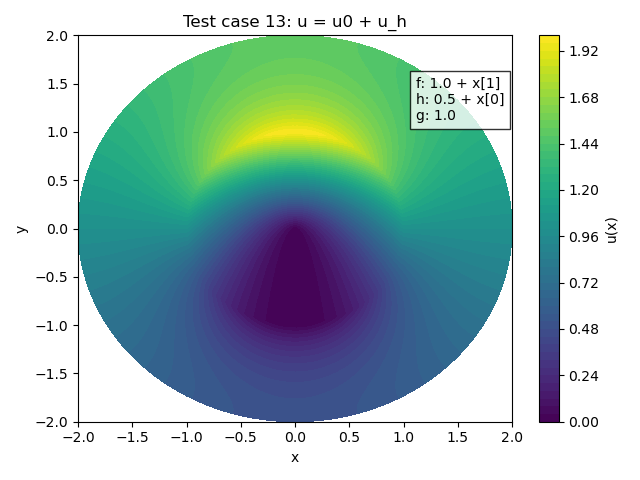 Test case 13: u = u0 + u_h
f: 1.0 + x[1]
h: 0.5 + x[0]
g: 1.0
y
2.0
1.5
1.0
0.5
0.0
−0.5
−1.0
−1.5
−2.0
−2.0 −1.5 −1.0 −0.5 0.0 0.5 1.0 1.5 2.0
x
1.92
1.68
1.44
1.20
0.96
0.72
0.48
0.24
0.00
u(x)